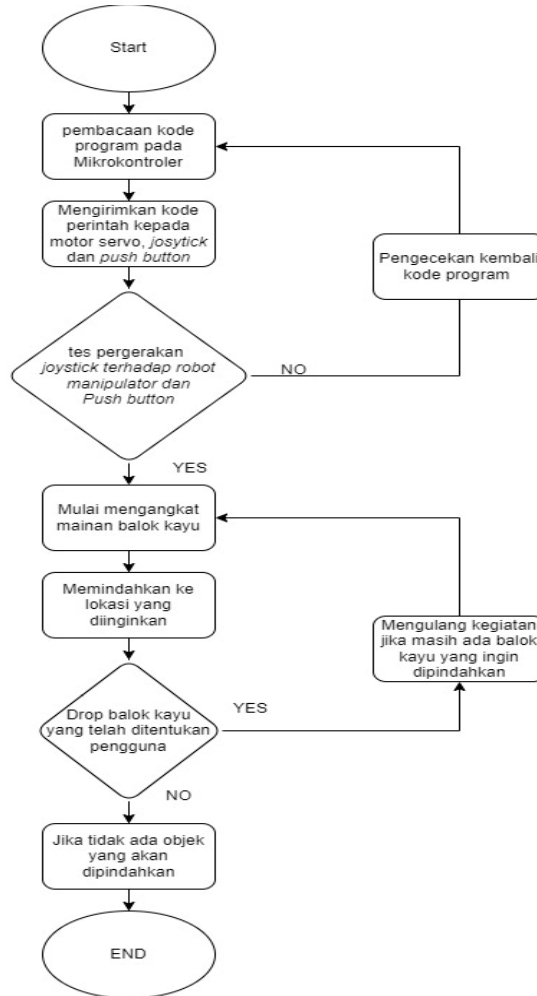 Start
pembacaan kode
program pada
Mikrokontroler
Mengirimkan kode
perintah kepada
motor servo, josytick
dan push button
Pengecekan kembali
kode program
tes pergerakan
joystick terhadap robot
manipulator dan
Push button
NO
YES
Mulai mengangkat
mainan balok kayu
Memindahkan ke
lokasi yang
diinginkan
Mengulang kegiatan
jika masih ada balok
kayu yang ingin
dipindahkan
Drop balok kayu
yang telah ditentukan
pengguna
YES
NO
Jika tidak ada objek
yang akan
dipindahkan
END